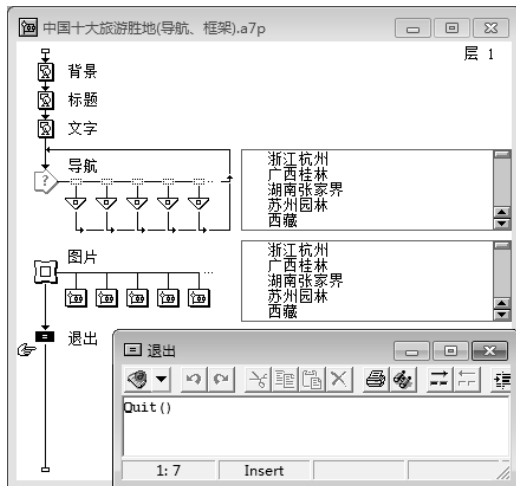 中国十大旅游胜地(导航、框架).a7p
层 1
背景
标题
文字
导航
浙江杭州
广西桂林
湖南张家界
苏州园林
西藏
图片
浙江杭州
广西桂林
湖南张家界
苏州园林
西藏
退出
退出
Quit()
1:7 Insert